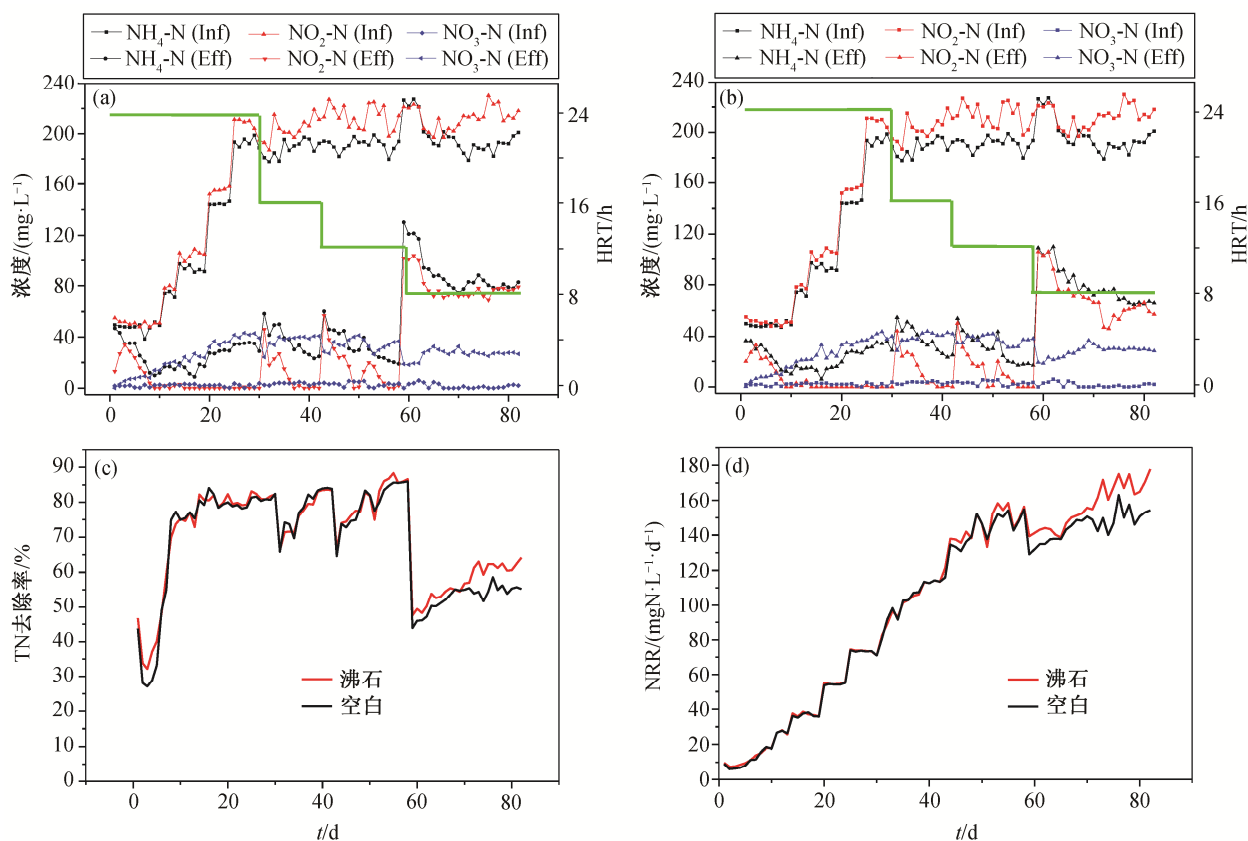 NH₄-N (Inf) NO₂-N (Inf) NO₃-N (Inf)
NH₄-N (Eff) NO₂-N (Eff) NO₃-N (Eff)
(a)
240
200
160
120
80
40
0
浓度/(mg·L⁻¹)
24
16
8
0
HRT/h
0 20 40 60 80
NH₄-N (Inf) NO₂-N (Inf) NO₃-N (Inf)
NH₄-N (Eff) NO₂-N (Eff) NO₃-N (Eff)
(b)
240
200
160
120
80
40
0
浓度/(mg·L⁻¹)
24
16
8
0
HRT/h
0 20 40 60 80
(c)
90
80
70
60
50
40
30
20
10
0
TN去除率/%
沸石
空白
0 20 40 60 80
t/d
(d)
180
160
140
120
100
80
60
40
20
0
NRR/(mgN·L⁻¹·d⁻¹)
沸石
空白
0 20 40 60 80
t/d